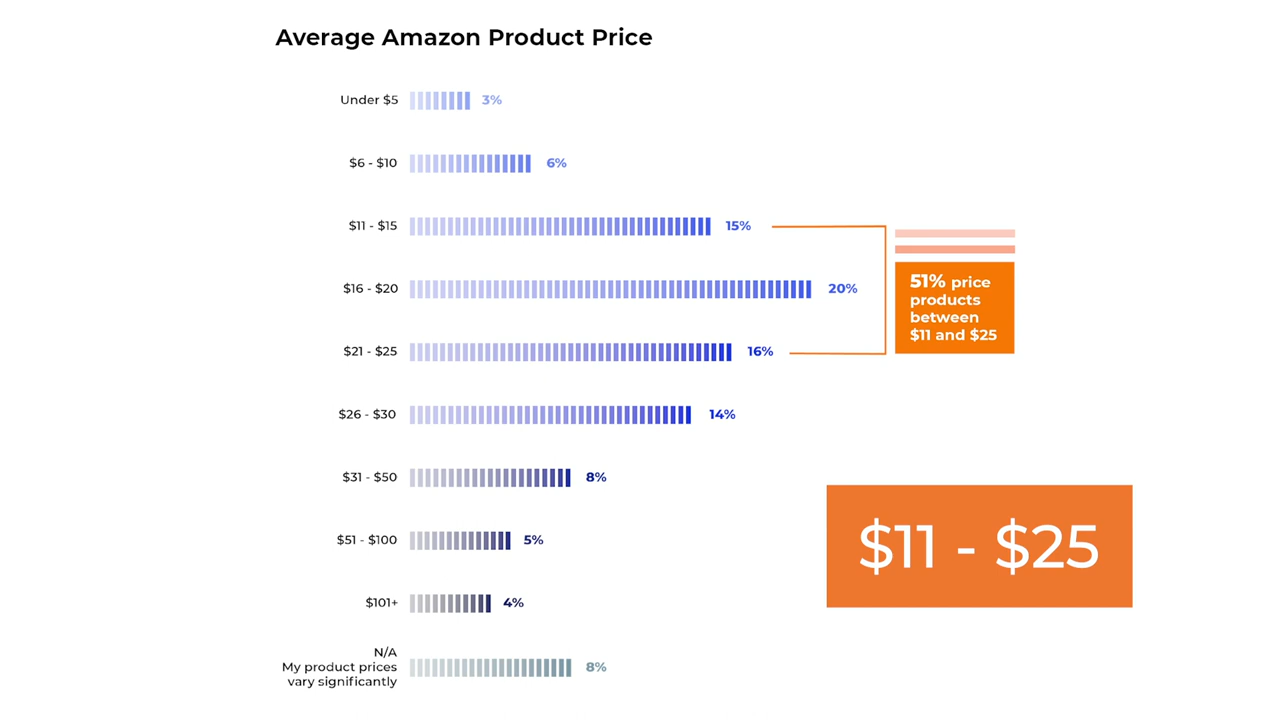 Average Amazon Product Price
Under $5 3%
$6 - $10 6%
$11 - $15 15%
$16 - $20 20%
$21 - $25 16%
51% price
products
between
$11 and $25
$26 - $30 14%
$31 - $50 8%
$51 - $100 5%
$101+ 4%
$11 - $25
N/A
My product prices
vary significantly
8%